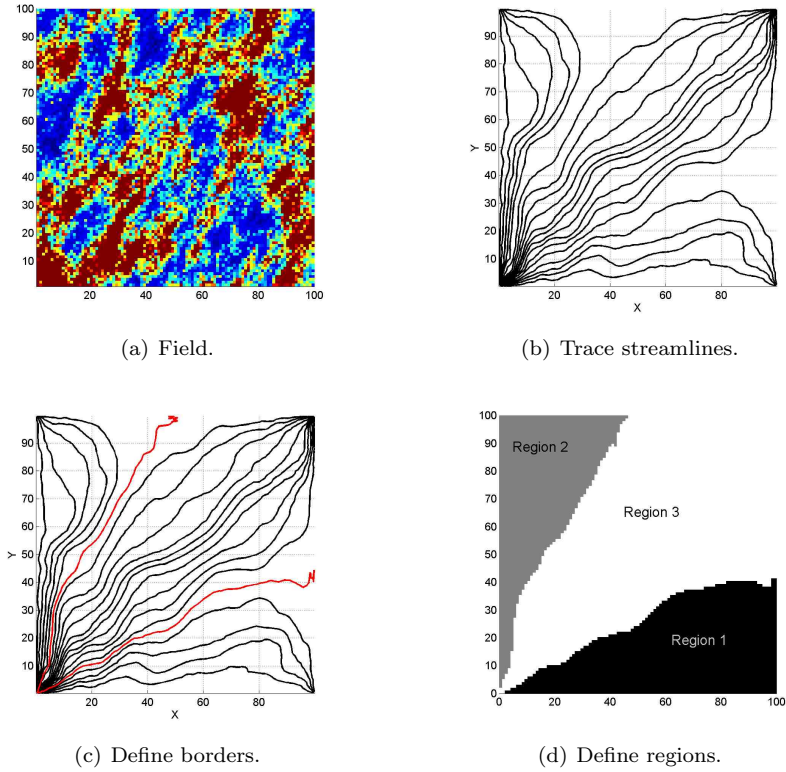 100
90
80
70
60
50
40
30
20
10
20 40 60 80 100
(a) Field.
90
80
70
60
50
40
30
20
10
Y
20 40 60 80
X
(b) Trace streamlines.
90
80
70
60
50
40
30
20
10
Y
20 40 60 80
X
(c) Define borders.
100
90
80
70
60
50
40
30
20
10
0
0 20 40 60 80 100
Region 2
Region 3
Region 1
(d) Define regions.